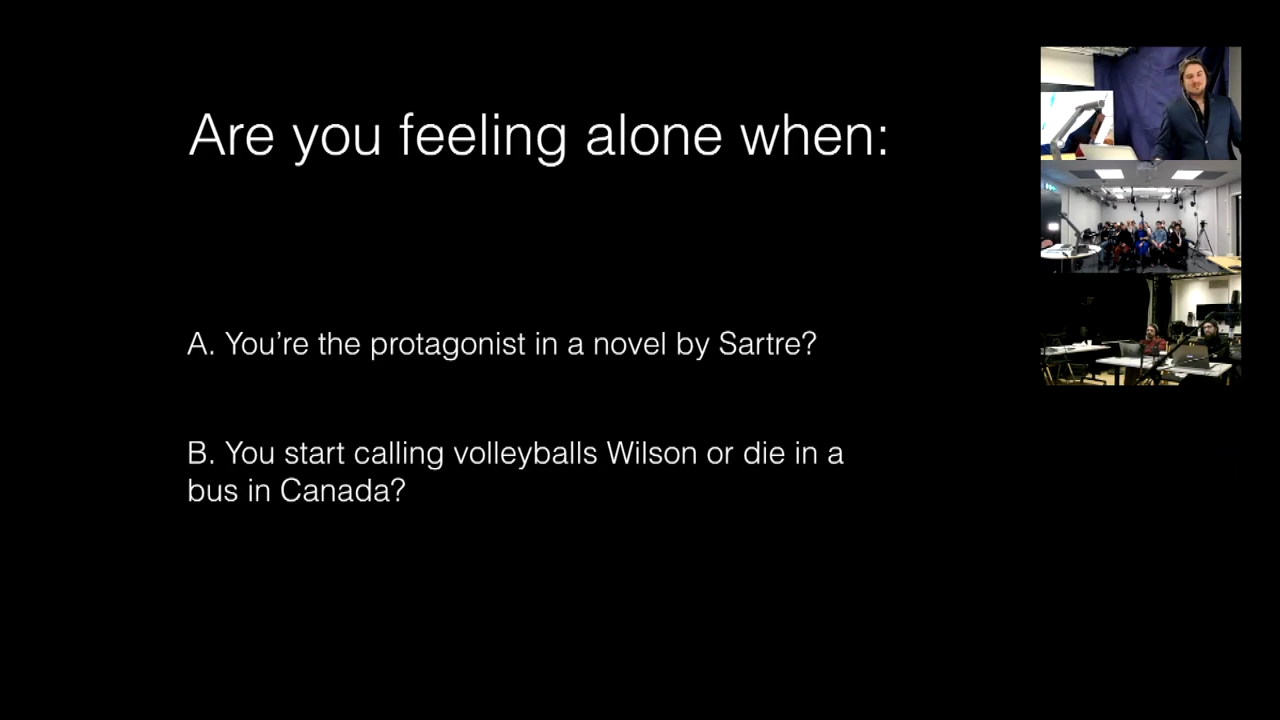 Are you feeling alone when:
A. You’re the protagonist in a novel by Sartre?
B. You start calling volleyballs Wilson or die in a
bus in Canada?